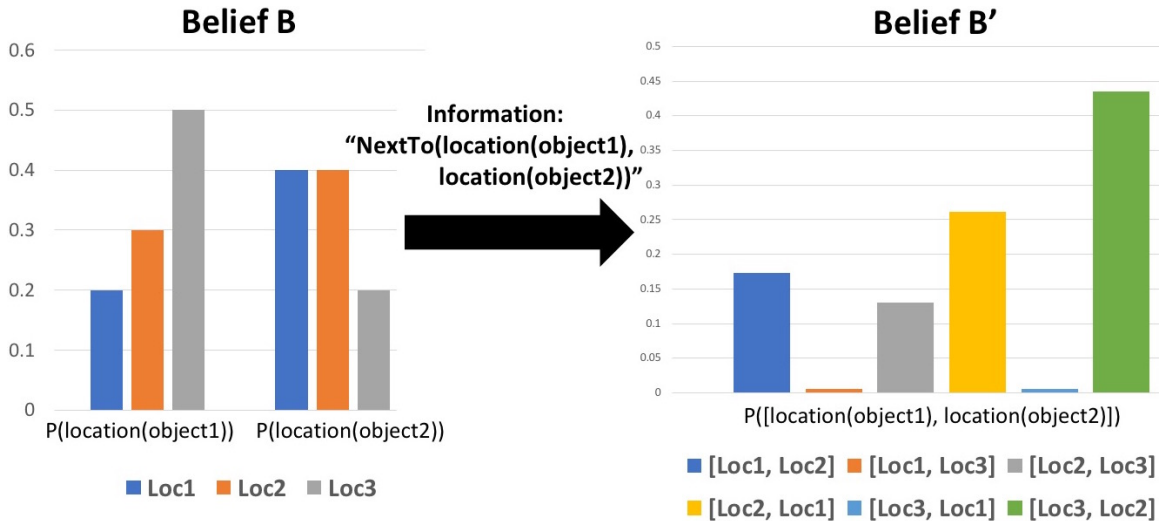 Belief B
0.6
0.5
0.4
0.3
0.2
0.1
0
P(location(object1))
P(location(object2))
Loc1
Loc2
Loc3
Information:
“NextTo(location(object1),
location(object2))”
Belief B’
0.5
0.45
0.4
0.35
0.3
0.25
0.2
0.15
0.1
0.05
0
P([location(object1), location(object2)])
[Loc1, Loc2]
[Loc1, Loc3]
[Loc2, Loc3]
[Loc2, Loc1]
[Loc3, Loc1]
[Loc3, Loc2]